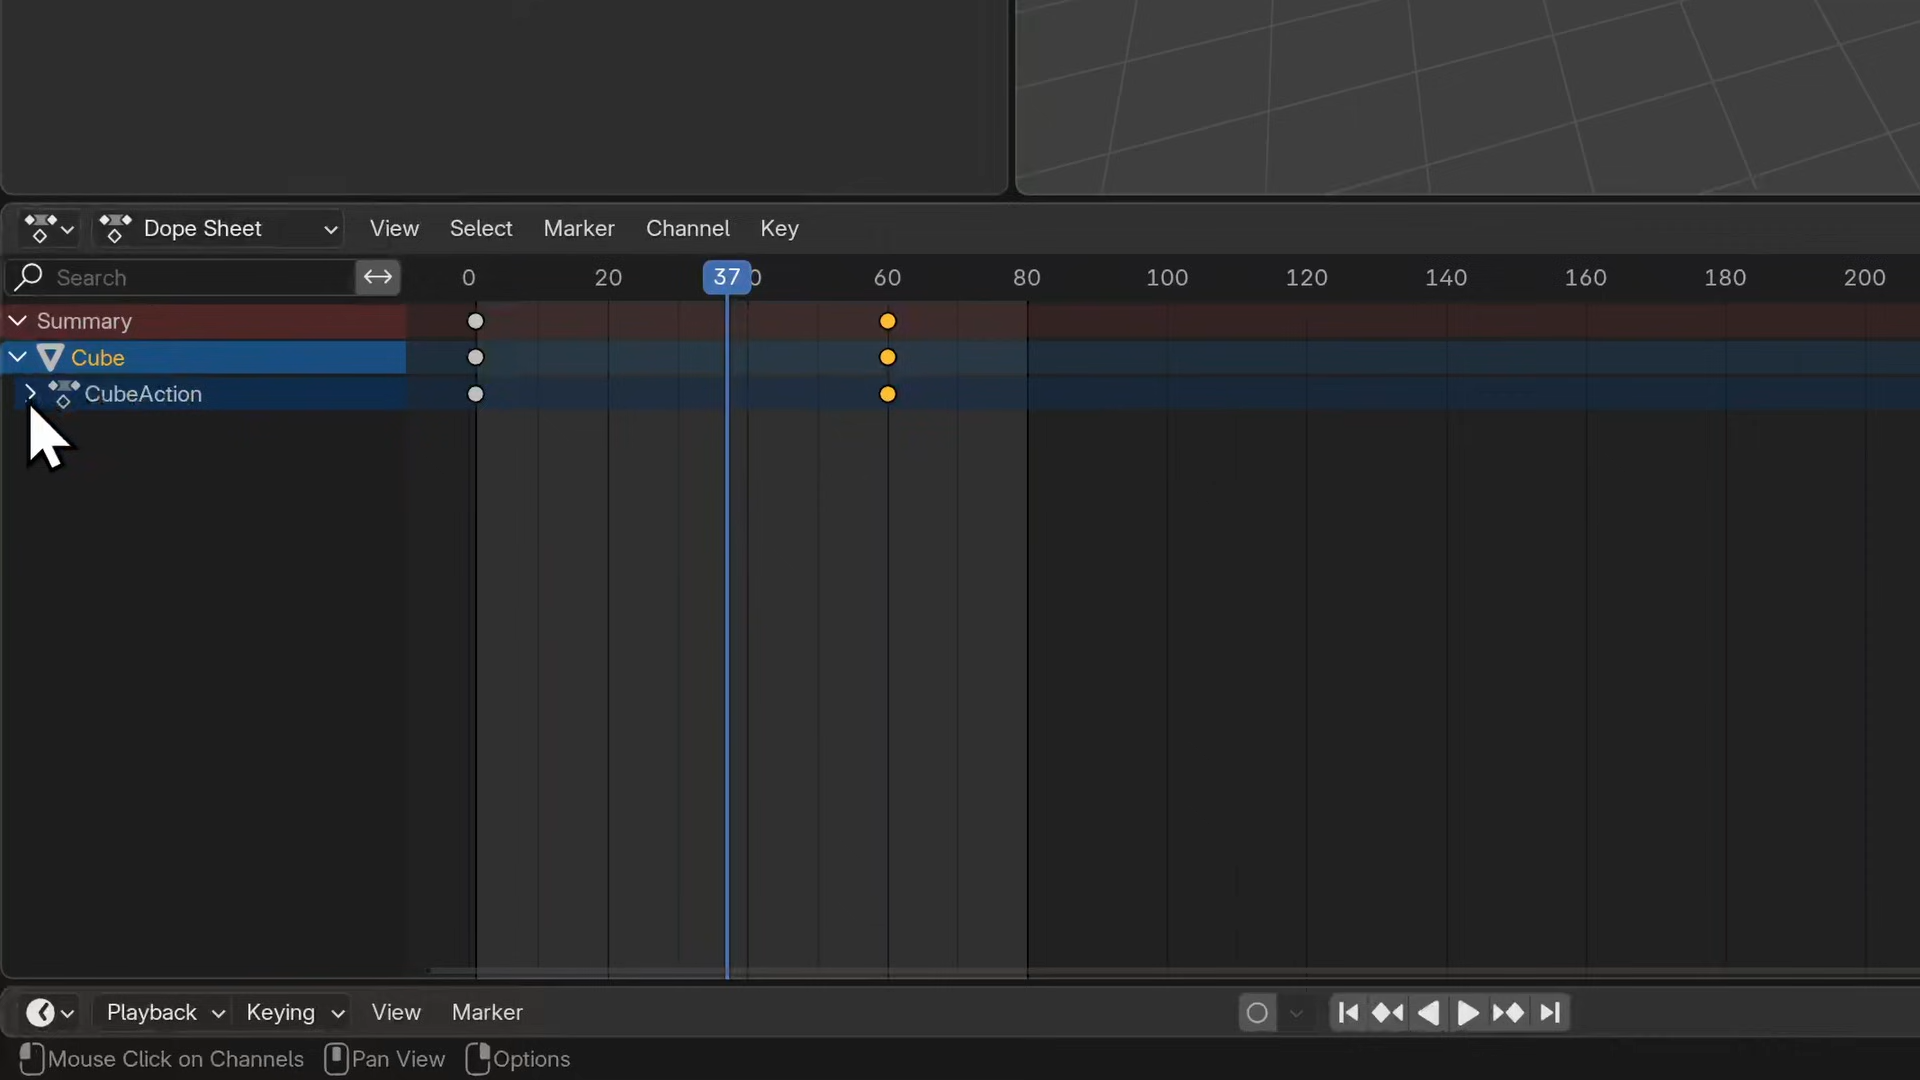 Dope Sheet View Select Marker Channel Key
Search 0 20 37 0 60 80 100 120 140 160 180 200
Summary
Cube
CubeAction
Playback Keying View Marker
Mouse Click on Channels Pan View Options